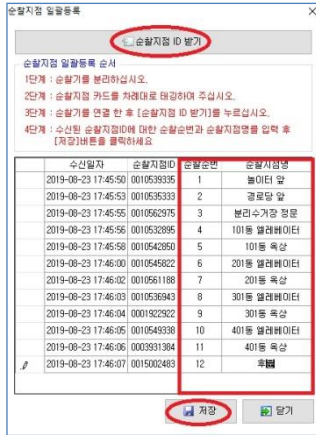 순찰지점 일괄등록
순찰지점 ID 받기
순찰지점 일괄등록 순서
1단계 : 순찰기를 분리하십시오.
2단계 : 순찰지점 카드를 차례대로 태깅하여 주십시오.
3단계 : 순찰기를 연결 한 후 [순찰지점 ID 받기]를 누르십시오.
4단계 : 수신된 순찰지점ID에 대한 순찰순번과 순찰지점명를 입력 후
[저장]버튼을 클릭하세요
수신일자 순찰지점ID 순찰순번 순찰지점명
2019-08-23 17:45:50 0010539335 1 놀이터 앞
2019-08-23 17:45:53 0010535333 2 경로당 앞
2019-08-23 17:45:55 0010562975 3 분리수거장 정문
2019-08-23 17:45:56 0010532895 4 101동 엘레베이터
2019-08-23 17:45:58 0010542850 5 101동 옥상
2019-08-23 17:46:00 0010545822 6 201동 엘레베이터
2019-08-23 17:46:02 0010561188 7 201동 옥상
2019-08-23 17:46:03 0010536943 8 301동 엘레베이터
2019-08-23 17:46:04 0001922922 9 301동 옥상
2019-08-23 17:46:05 0010549338 10 401동 엘레베이터
2019-08-23 17:46:06 0003931384 11 401동 옥상
2019-08-23 17:46:07 0015002483 12 후문
저장 닫기